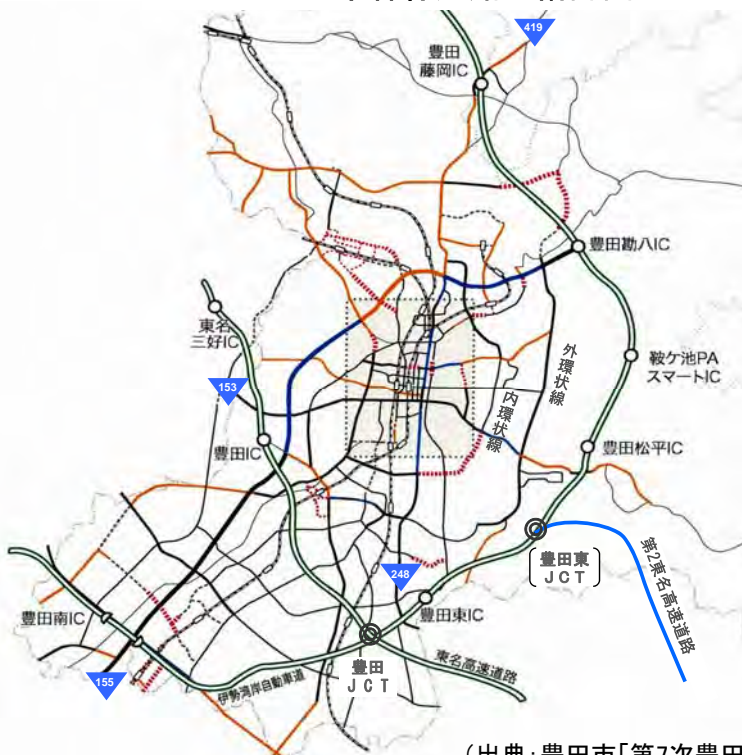 419
豊田
藤岡IC
豊田勘八IC
東名
三好IC
外環状線
鞍ケ池PA
スマートIC
153
内環状線
豊田IC
豊田松平IC
豊田東
JCT
第2東名高速道路
248
豊田南IC
豊田東IC
豊田
JCT
東名高速道路
155
伊勢湾岸自動車道
(出典:豊田市「第7次豊田